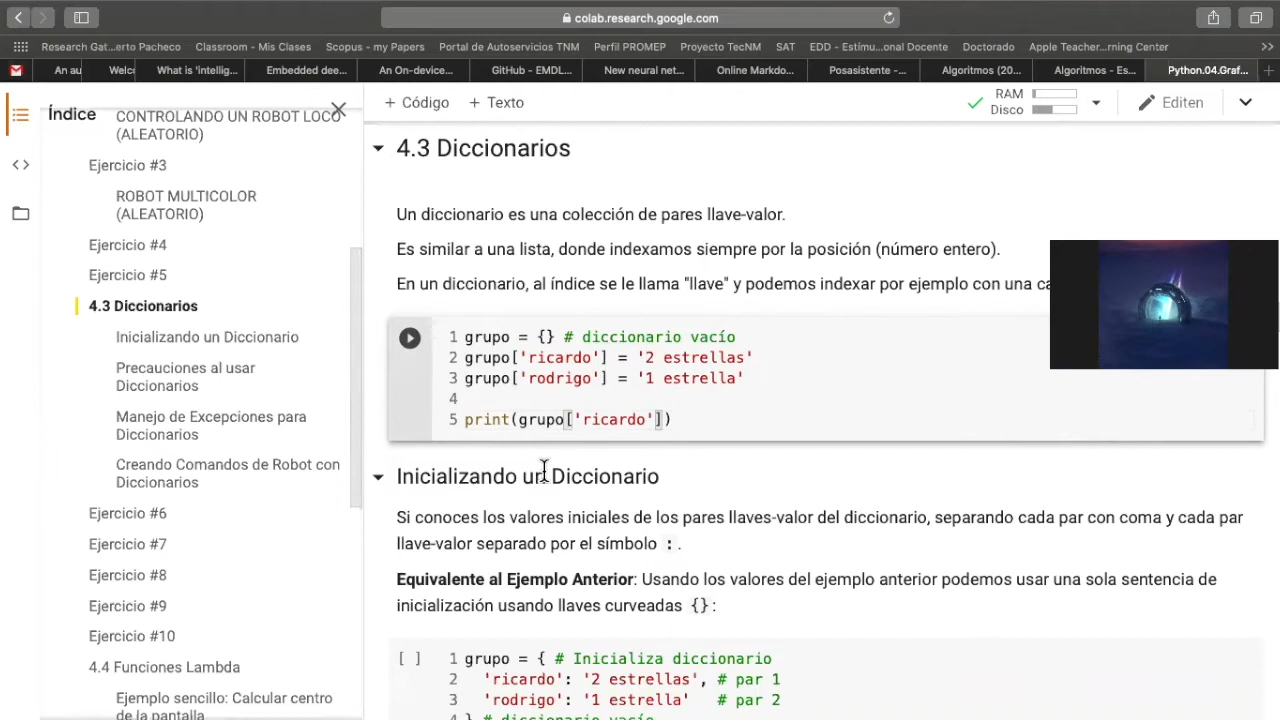 colab.research.google.com
Research Gat...erto Pacheco Classroom - Mis Clases Scopus - my Papers Portal de Autoservicios TNM Perfil PROMEP Proyecto TecNM SAT EDD - Estímu...onal Docente Doctorado Apple Teacher...rning Center
An au Welc What is 'intellig... Embedded dee... An On-device... GitHub - EMDL... New neural net... Online Markdo... Posasistente -... Algoritmos (20... Algoritmos - Es... Python.04.Graf...
Índice
CONTROLANDO UN ROBOT LOCO
(ALEATORIO)
Ejercicio #3
ROBOT MULTICOLOR
(ALEATORIO)
Ejercicio #4
Ejercicio #5
4.3 Diccionarios
Inicializando un Diccionario
Precauciones al usar
Diccionarios
Manejo de Excepciones para
Diccionarios
Creando Comandos de Robot con
Diccionarios
Ejercicio #6
Ejercicio #7
Ejercicio #8
Ejercicio #9
Ejercicio #10
4.4 Funciones Lambda
Ejemplo sencillo: Calcular centro
de la pantalla
+ Código + Texto
RAM
Disco
Editen
4.3 Diccionarios
Un diccionario es una colección de pares llave-valor.
Es similar a una lista, donde indexamos siempre por la posición (número entero).
En un diccionario, al índice se le llama "llave" y podemos indexar por ejemplo con una ca
1 grupo = {} # diccionario vacío
2 grupo['ricardo'] = '2 estrellas'
3 grupo['rodrigo'] = '1 estrella'
4
5 print(grupo['ricardo'])
Inicializando un Diccionario
Si conoces los valores iniciales de los pares llaves-valor del diccionario, separando cada par con coma y cada par
llave-valor separado por el símbolo : .
Equivalente al Ejemplo Anterior: Usando los valores del ejemplo anterior podemos usar una sola sentencia de
inicialización usando llaves curveadas {}:
[ ] 1 grupo = { # Inicializa diccionario
2 'ricardo': '2 estrellas', # par 1
3 'rodrigo': '1 estrella' # par 2
4 } # diccionario vacío